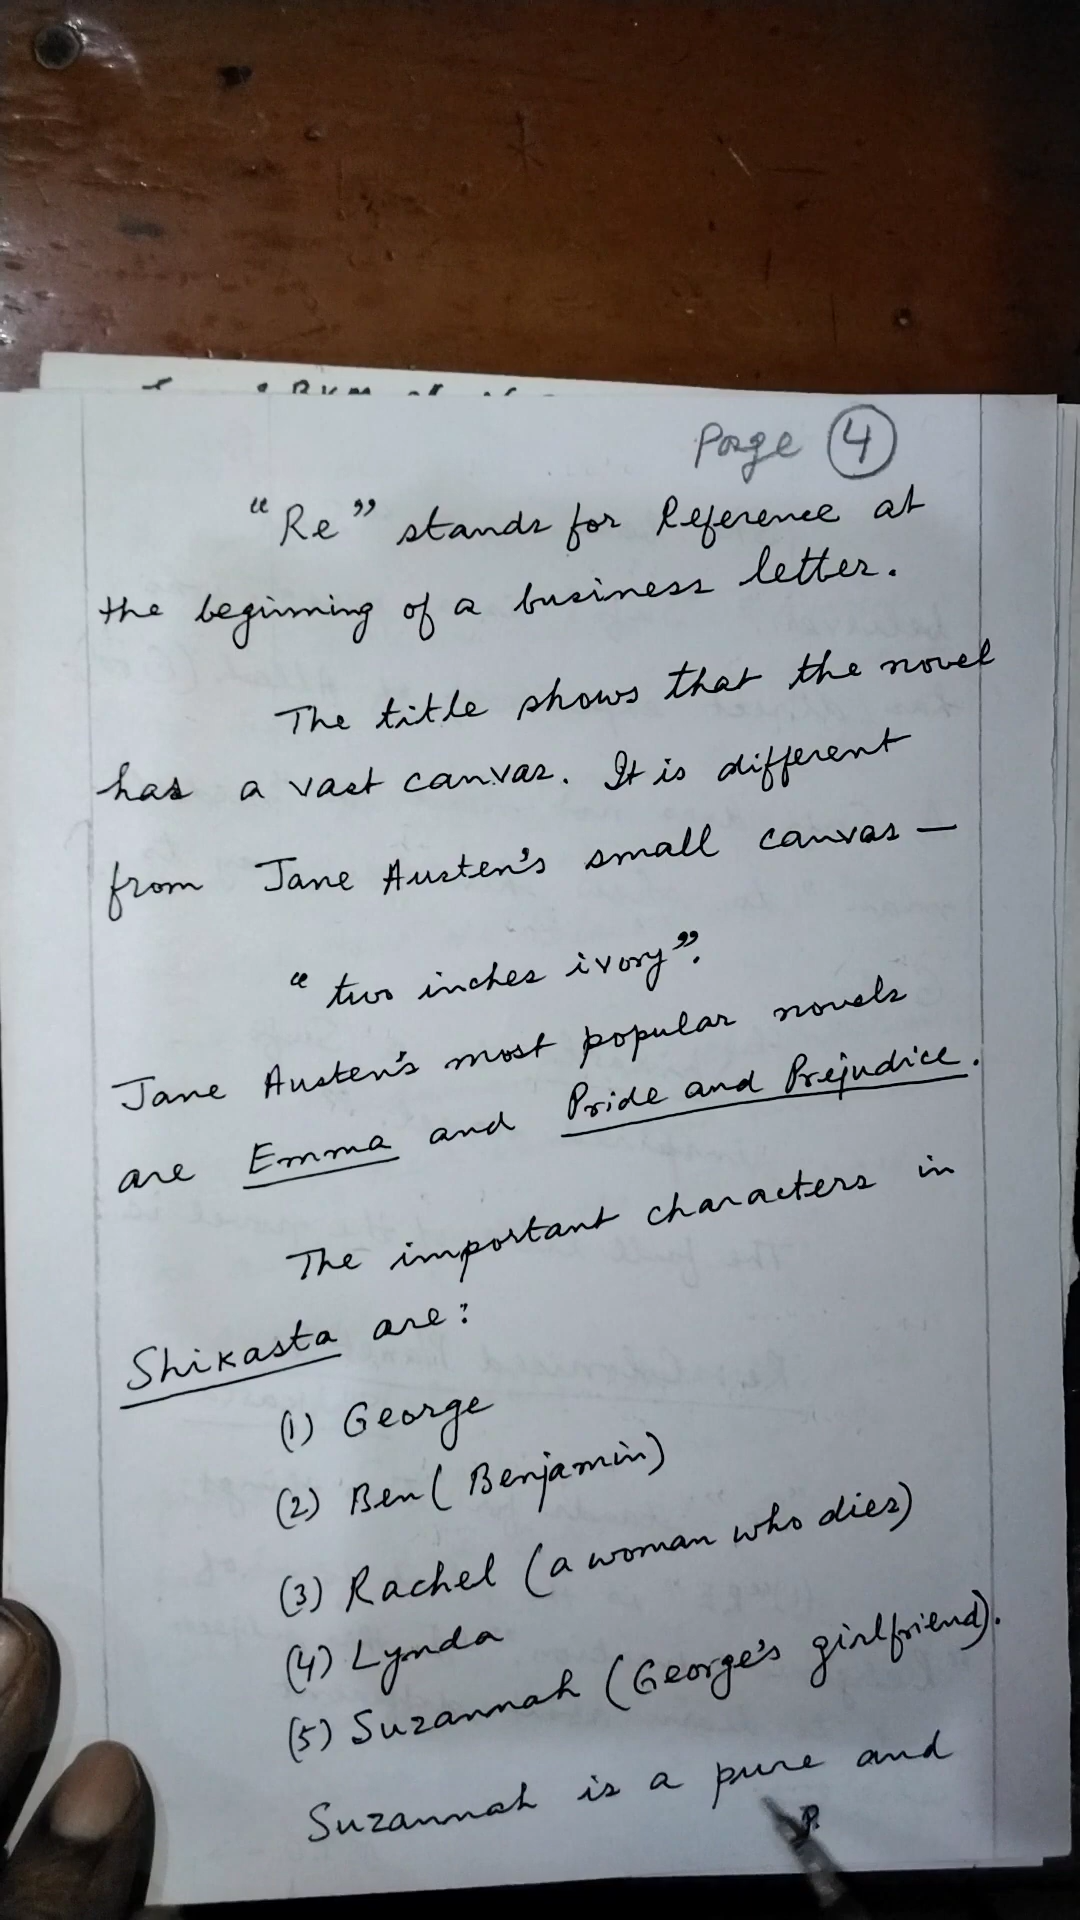 Page 4
"Re" stands for Reference at
the beginning of a business letter.
The title shows that the novel
has a vast canvas. It is different
from Jane Austen's small canvas —
"two inches ivory".
Jane Austen's most popular novels
are Emma and Pride and Prejudice.
The important characters in
Shikasta are:
(1) George
(2) Ben (Benjamin)
(3) Rachel (a woman who dies)
(4) Lynda
(5) Suzannah (George's girlfriend).
Suzannah is a pure and